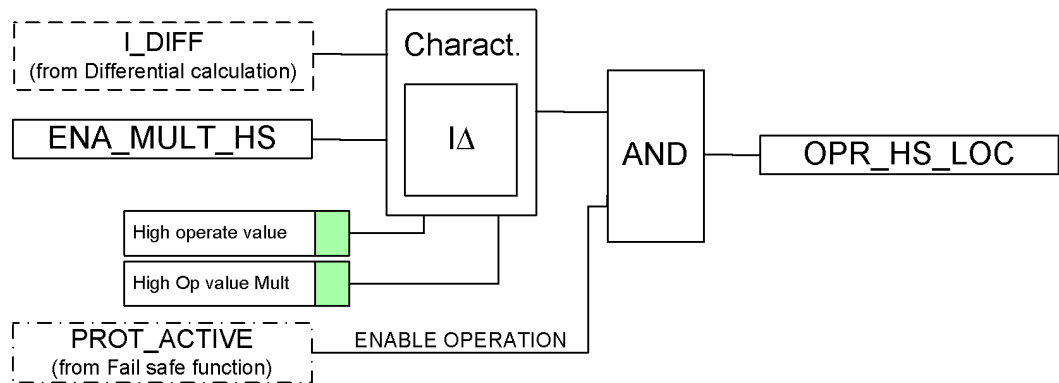 I_DIFF
(from Differential calculation)
Charact.
IΔ
ENA_MULT_HS
AND
OPR_HS_LOC
High operate value
High Op value Mult
PROT_ACTIVE
(from Fail safe function)
ENABLE OPERATION